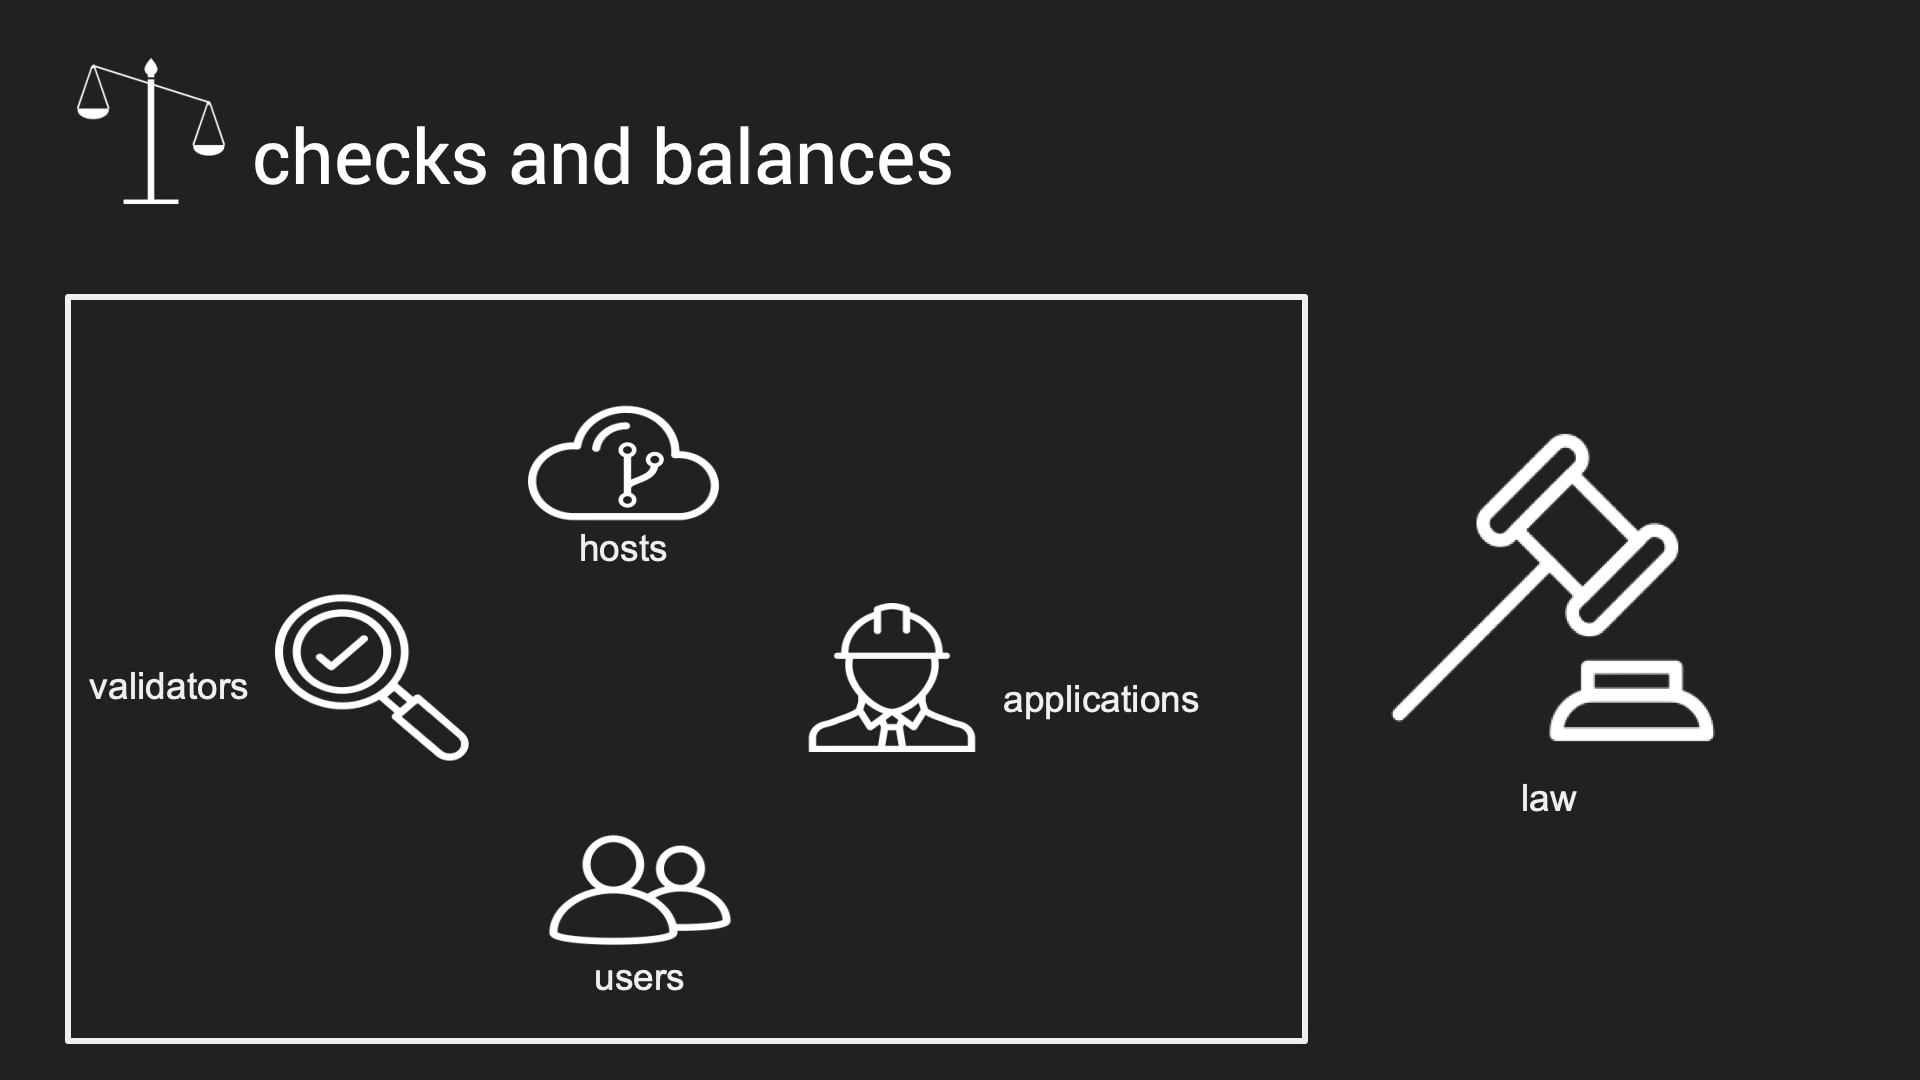 checks and balances
hosts
validators
applications
users
law